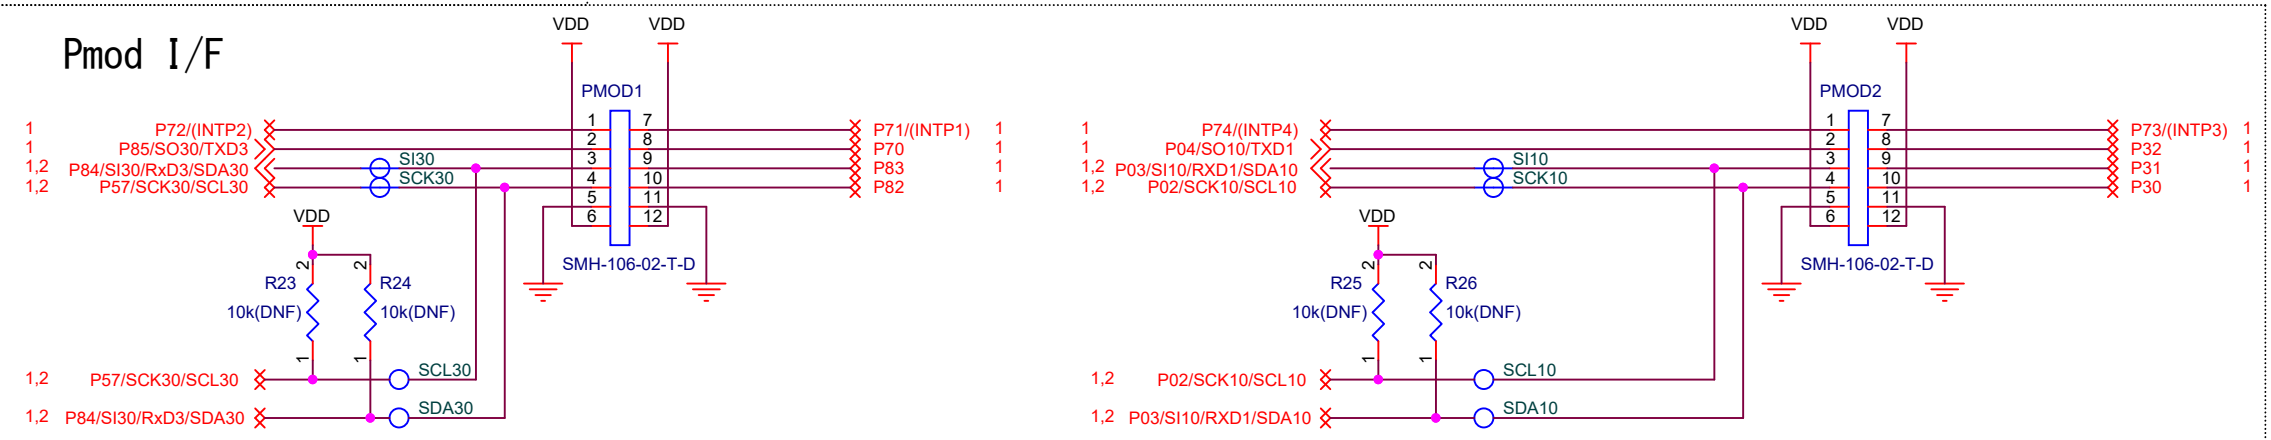 Pmod I/F
VDD VDD
PMOD1
1 P72/(INTP2) 1 7 P71/(INTP1) 1
1 P85/SO30/TXD3 2 8 P70 1
1,2 P84/SI30/RxD3/SDA30 SI30 3 9 P83 1
1,2 P57/SCK30/SCL30 SCK30 4 10 P82 1
5 11
6 12
SMH-106-02-T-D
VDD
2 2
R23 R24
10k(DNF) 10k(DNF)
1 1
1,2 P57/SCK30/SCL30 SCL30
1,2 P84/SI30/RxD3/SDA30 SDA30
VDD VDD
PMOD2
1 P74/(INTP4) 1 7 P73/(INTP3) 1
1 P04/SO10/TXD1 2 8 P32 1
1,2 P03/SI10/RXD1/SDA10 SI10 3 9 P31 1
1,2 P02/SCK10/SCL10 SCK10 4 10 P30 1
5 11
6 12
SMH-106-02-T-D
VDD
2 2
R25 R26
10k(DNF) 10k(DNF)
1 1
1,2 P02/SCK10/SCL10 SCL10
1,2 P03/SI10/RXD1/SDA10 SDA10